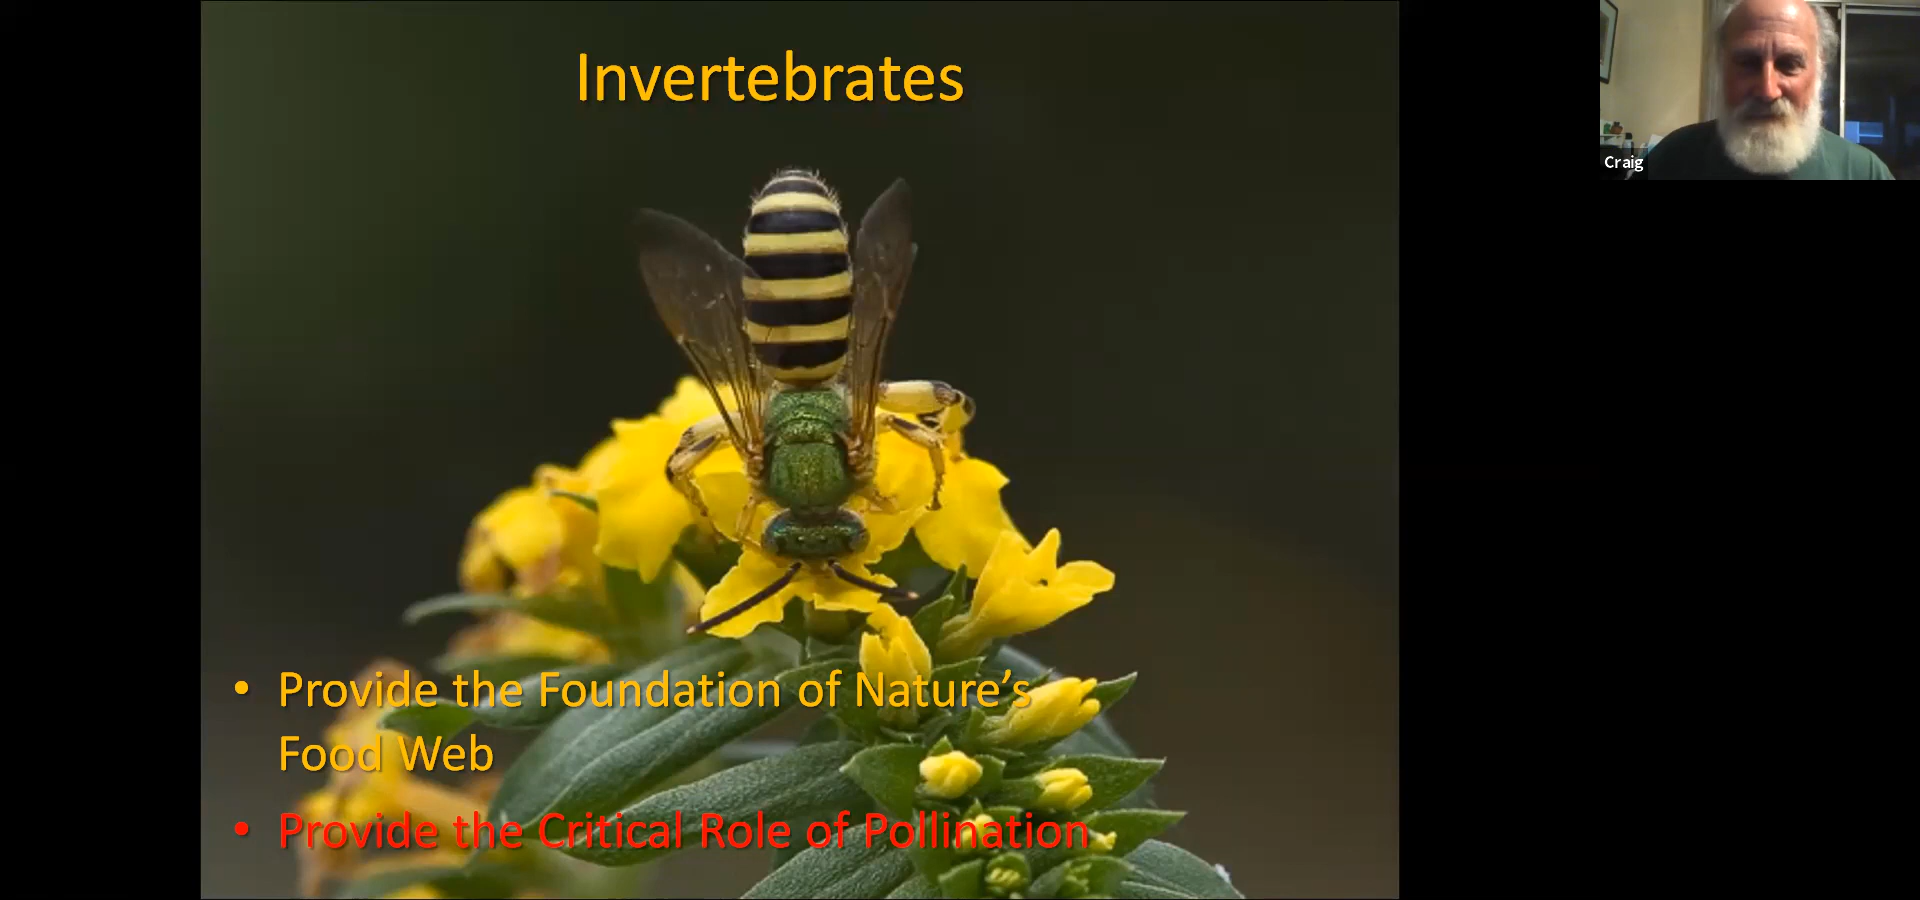 Invertebrates
Craig
• Provide the Foundation of Nature’s
Food Web
• Provide the Critical Role of Pollination